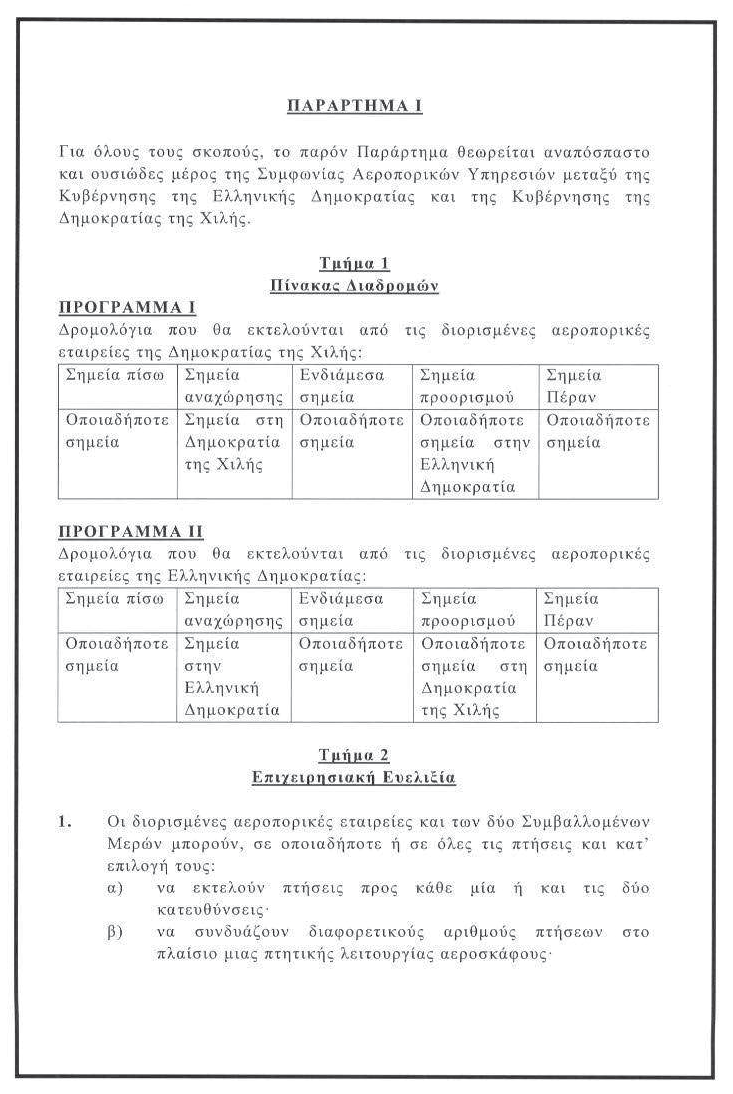 ΠΑΡΑΡΤΗΜΑ Ι
Για όλους τους σκοπούς, το παρόν Παράρτημα θεωρείται αναπόσπαστο
και ουσιώδες μέρος της Συμφωνίας Αεροπορικών Υπηρεσιών μεταξύ της
Κυβέρνησης της Ελληνικής Δημοκρατίας και της Κυβέρνησης της
Δημοκρατίας της Χιλής.
Τμήμα 1
Πίνακας Διαδρομών
ΠΡΟΓΡΑΜΜΑ Ι
Δρομολόγια που θα εκτελούνται από τις διορισμένες αεροπορικές
εταιρείες της Δημοκρατίας της Χιλής:
Σημεία πίσω Σημεία Ενδιάμεσα Σημεία Σημεία
αναχώρησης σημεία προορισμού Πέραν
Οποιαδήποτε Σημεία στη Οποιαδήποτε Οποιαδήποτε Οποιαδήποτε
σημεία Δημοκρατία σημεία σημεία στην σημεία
της Χιλής Ελληνική
Δημοκρατία
ΠΡΟΓΡΑΜΜΑ ΙΙ
Δρομολόγια που θα εκτελούνται από τις διορισμένες αεροπορικές
εταιρείες της Ελληνικής Δημοκρατίας:
Σημεία πίσω Σημεία Ενδιάμεσα Σημεία Σημεία
αναχώρησης σημεία προορισμού Πέραν
Οποιαδήποτε Σημεία Οποιαδήποτε Οποιαδήποτε Οποιαδήποτε
σημεία στην σημεία σημεία στη σημεία
Ελληνική Δημοκρατία
Δημοκρατία της Χιλής
Τμήμα 2
Επιχειρησιακή Ευελιξία
1. Οι διορισμένες αεροπορικές εταιρείες και των δύο Συμβαλλομένων
Μερών μπορούν, σε οποιαδήποτε ή σε όλες τις πτήσεις και κατ’
επιλογή τους:
α) να εκτελούν πτήσεις προς κάθε μία ή και τις δύο
κατευθύνσεις·
β) να συνδυάζουν διαφορετικούς αριθμούς πτήσεων στο
πλαίσιο μιας πτητικής λειτουργίας αεροσκάφους·